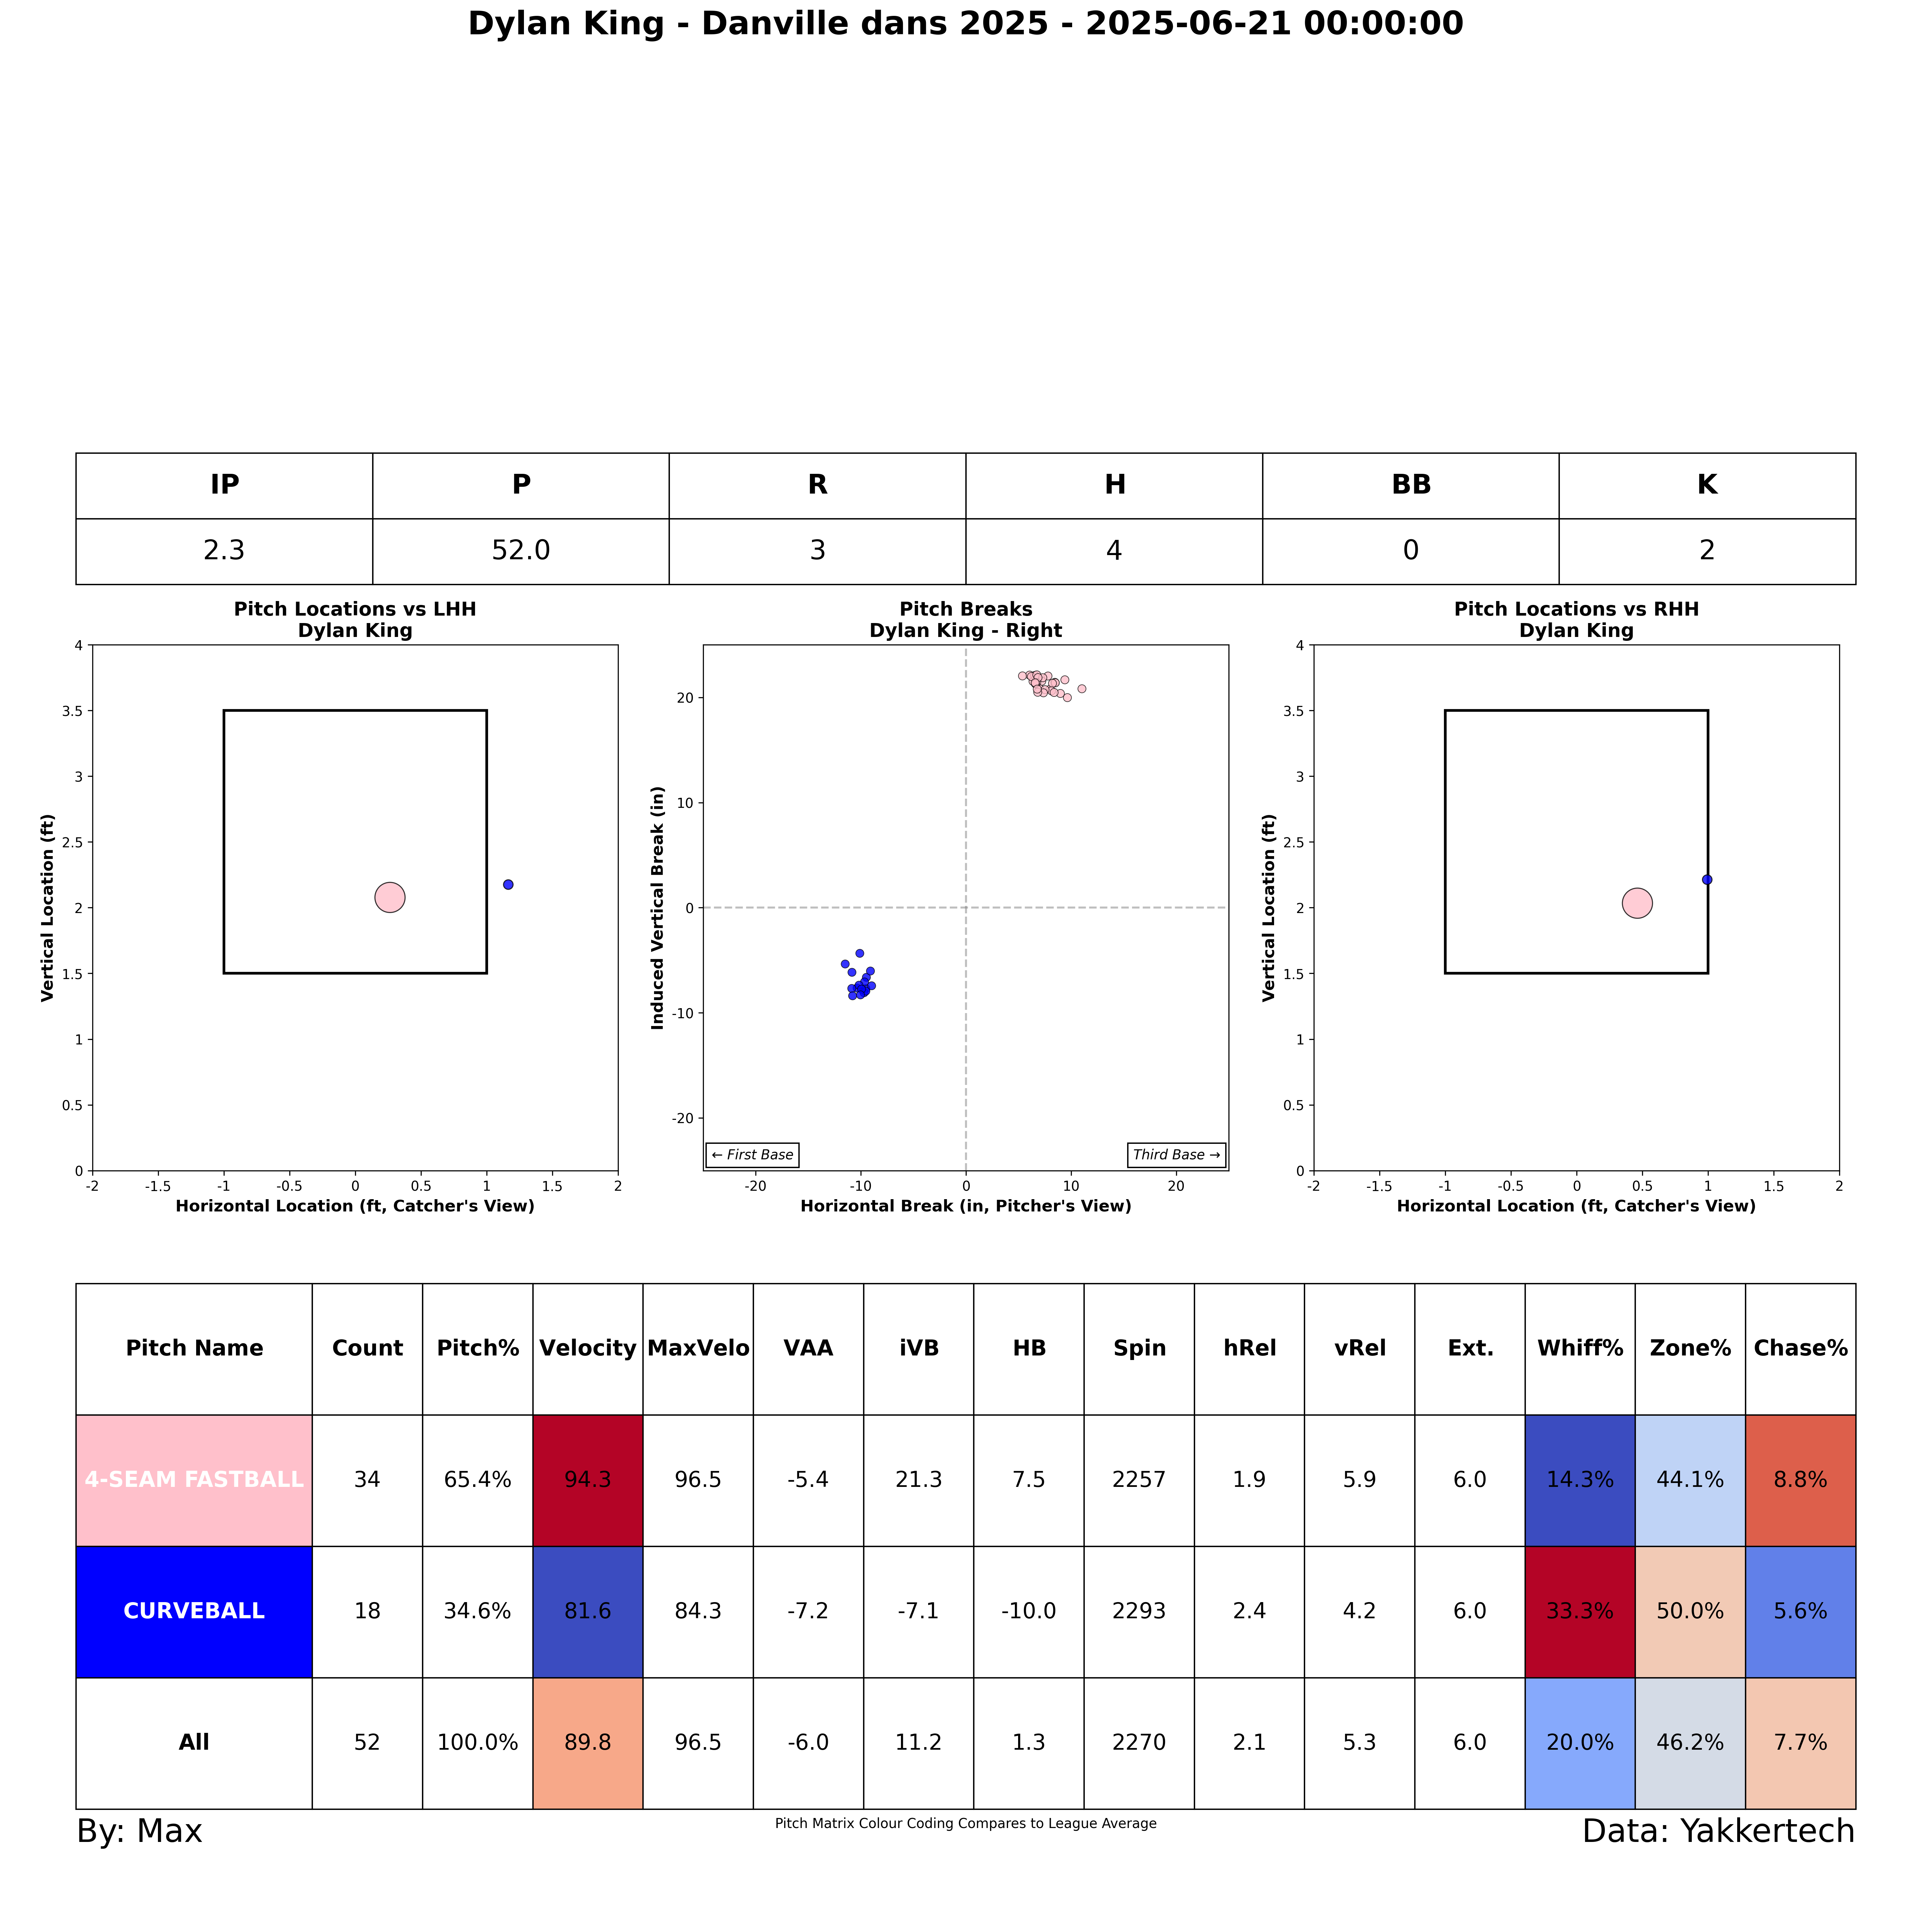 Dylan King - Danville dans 2025 - 2025-06-21 00:00:00
IP P R H BB K
2.3 52.0 3 4 0 2
Pitch Locations vs LHH
Dylan King
4
3.5
3
2.5
2
1.5
1
0.5
0
Vertical Location (ft)
-2 -1.5 -1 -0.5 0 0.5 1 1.5 2
Horizontal Location (ft, Catcher's View)
Pitch Breaks
Dylan King - Right
20
10
0
-10
-20
Induced Vertical Break (in)
← First Base
Third Base →
-20 -10 0 10 20
Horizontal Break (in, Pitcher's View)
Pitch Locations vs RHH
Dylan King
4
3.5
3
2.5
2
1.5
1
0.5
0
Vertical Location (ft)
-2 -1.5 -1 -0.5 0 0.5 1 1.5 2
Horizontal Location (ft, Catcher's View)
Pitch Name Count Pitch% Velocity MaxVelo VAA iVB HB Spin hRel vRel Ext. Whiff% Zone% Chase%
4-SEAM FASTBALL 34 65.4% 94.3 96.5 -5.4 21.3 7.5 2257 1.9 5.9 6.0 14.3% 44.1% 8.8%
CURVEBALL 18 34.6% 81.6 84.3 -7.2 -7.1 -10.0 2293 2.4 4.2 6.0 33.3% 50.0% 5.6%
All 52 100.0% 89.8 96.5 -6.0 11.2 1.3 2270 2.1 5.3 6.0 20.0% 46.2% 7.7%
By: Max
Pitch Matrix Colour Coding Compares to League Average
Data: Yakkertech